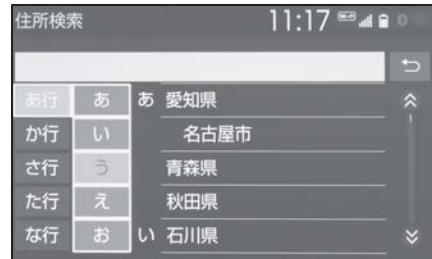 住所検索 11:17
あ行 あ あ 愛知県
か行 い 名古屋市
さ行 う 青森県
た行 え 秋田県
な行 お い 石川県